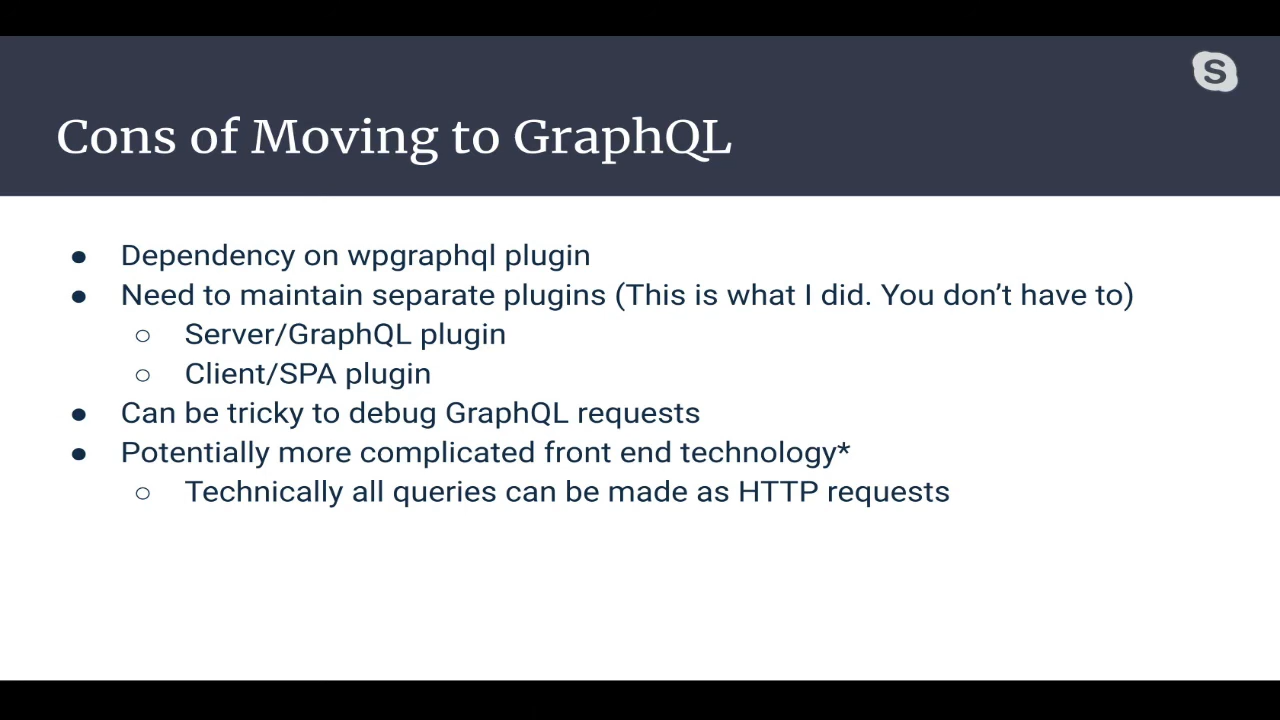 S
Cons of Moving to GraphQL
● Dependency on wpgraphql plugin
● Need to maintain separate plugins (This is what I did. You don’t have to)
○ Server/GraphQL plugin
○ Client/SPA plugin
● Can be tricky to debug GraphQL requests
● Potentially more complicated front end technology*
○ Technically all queries can be made as HTTP requests